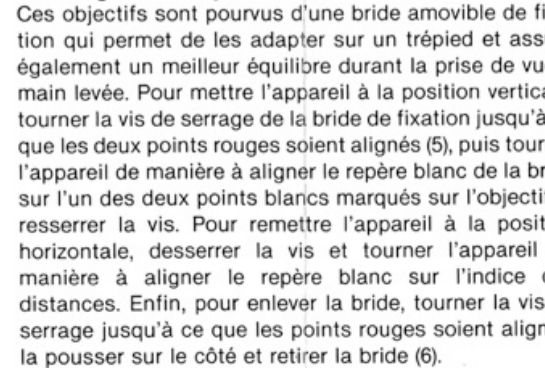 Ces objectifs sont pourvus d'une bride amovible de fi
tion qui permet de les adapter sur un trépied et ass
également un meilleur équilibre durant la prise de vu
main levée. Pour mettre l'appareil à la position vertica
tourner la vis de serrage de la bride de fixation jusqu'à
que les deux points rouges soient alignés (5), puis tour
l'appareil de manière à aligner le repère blanc de la br
sur l'un des deux points blancs marqués sur l'objecti
resserrer la vis. Pour remettre l'appareil à la posit
horizontale, desserrer la vis et tourner l'appareil
manière à aligner le repère blanc sur l'indice
distances. Enfin, pour enlever la bride, tourner la vis
serrage jusqu'à ce que les points rouges soient align
la pousser sur le côté et retirer la bride (6).